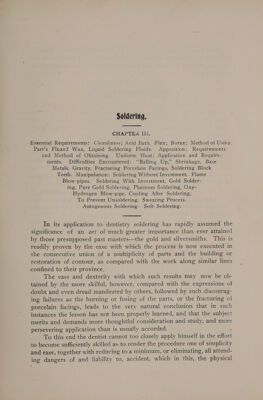 Soldering.
CHAPTER III.
Essential Requirements: Cleanliness; Acid Bath, Flux; Borax; Method of Using.
Parr's Fluxed Wax, Liquid Soldering Fluids. Apposition; Requirements
and Method of Obtaining. Uniform Heat; Application and Require-
ments. Difficulties Encountered: "Balling Up," Shrinkage, Base
Metals, Gravity, Fracturing Porcelain Facings, Soldering Block
Teeth. Manipulation: Soldering Without Investment. Flame
Blow-pipes. Soldering With Investment, Gold Solder-
ing, Pure Gold Soldering, Platinum Soldering, Oxy-
Hydrogen Blow-pipe, Cooling After Soldering,
To Prevent Unsoldering. Sweating Process.
Autogenous Soldering. Soft Soldering.
In its application to dentistry soldering has rapidly assumed the
significance of an art of much greater importance than ever attained
by those presupposed past masters—the gold and silversmiths. This is
readily proven by the ease with which the process is now executed in
the consecutive union of a multiplicity of parts and the building or
restoration of contour, as compared with the work along similar lines
confined to their province.
The ease and dexterity with which such results may now be ob-
tained by the more skilful, however, compared with the expressions of
doubt and even dread manifested by others, followed by such discourag-
ing failures as the burning or fusing of the parts, or the fracturing of
porcelain facings, leads to the very natural conclusion that in such
instances the lesson has not been properly learned, and that the subject
merits and demands more thoughtful consideration and study, and more
persevering application than is usually accorded.
To this end the dentist cannot too closely apply himself in the effort
to become sufficiently skilled as to render the procedure one of simplicity
and ease, together with reducing to a minimum, or eliminating, all attend-
ing dangers of and liability to, accident, which in this, the physical